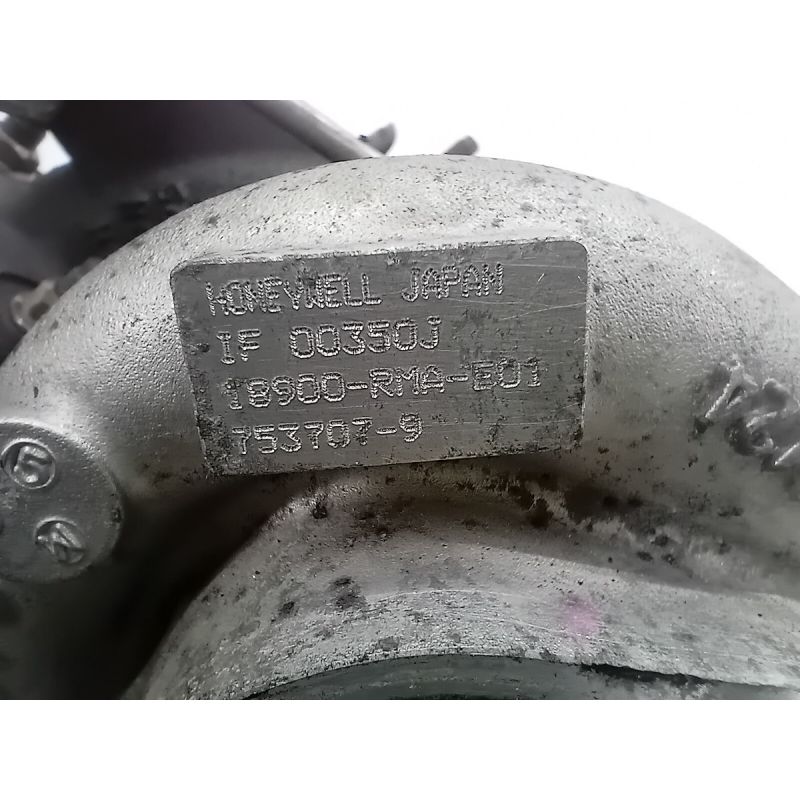 HONEYWELL JAPAN
IF 00350J
18900-RMA-E01
753707-9